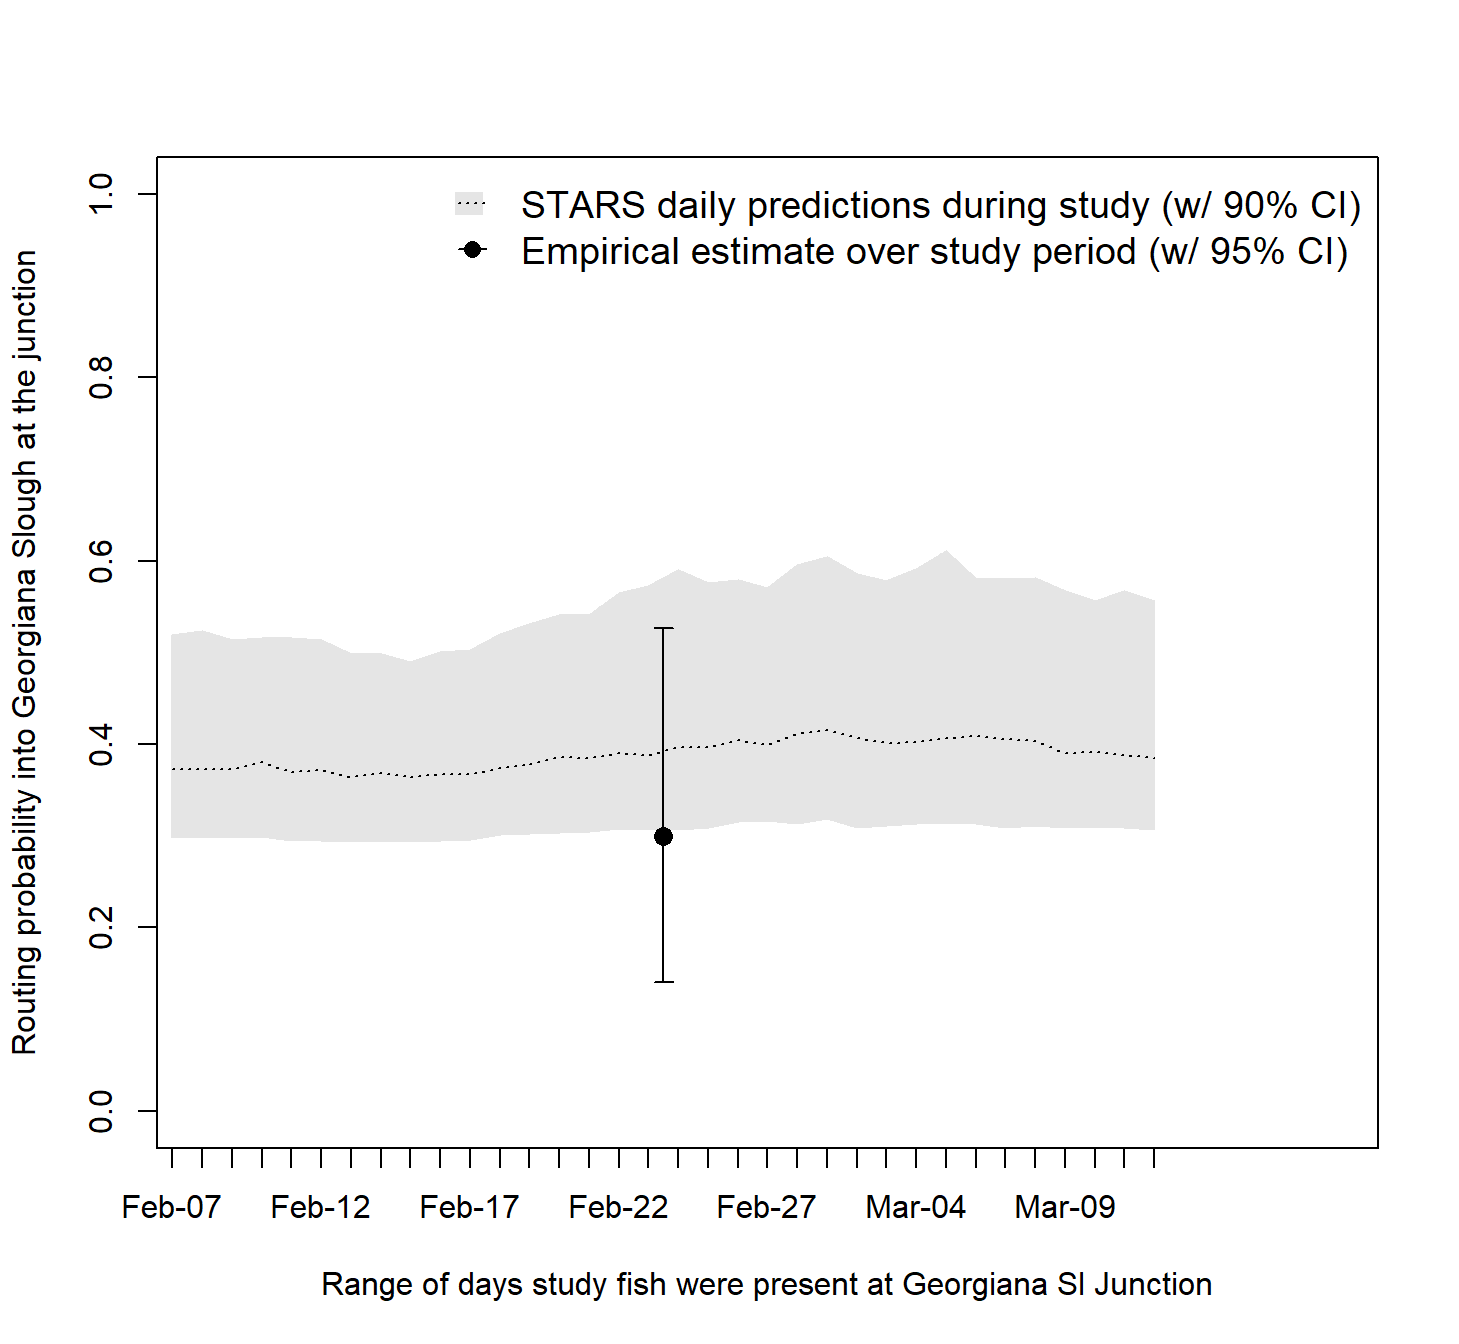 STARS daily predictions during study (w/ 90% CI)
Empirical estimate over study period (w/ 95% CI)
Routing probability into Georgiana Slough at the junction
1.0
0.8
0.6
0.4
0.2
0.0
Feb-07 Feb-12 Feb-17 Feb-22 Feb-27 Mar-04 Mar-09
Range of days study fish were present at Georgiana Sl Junction